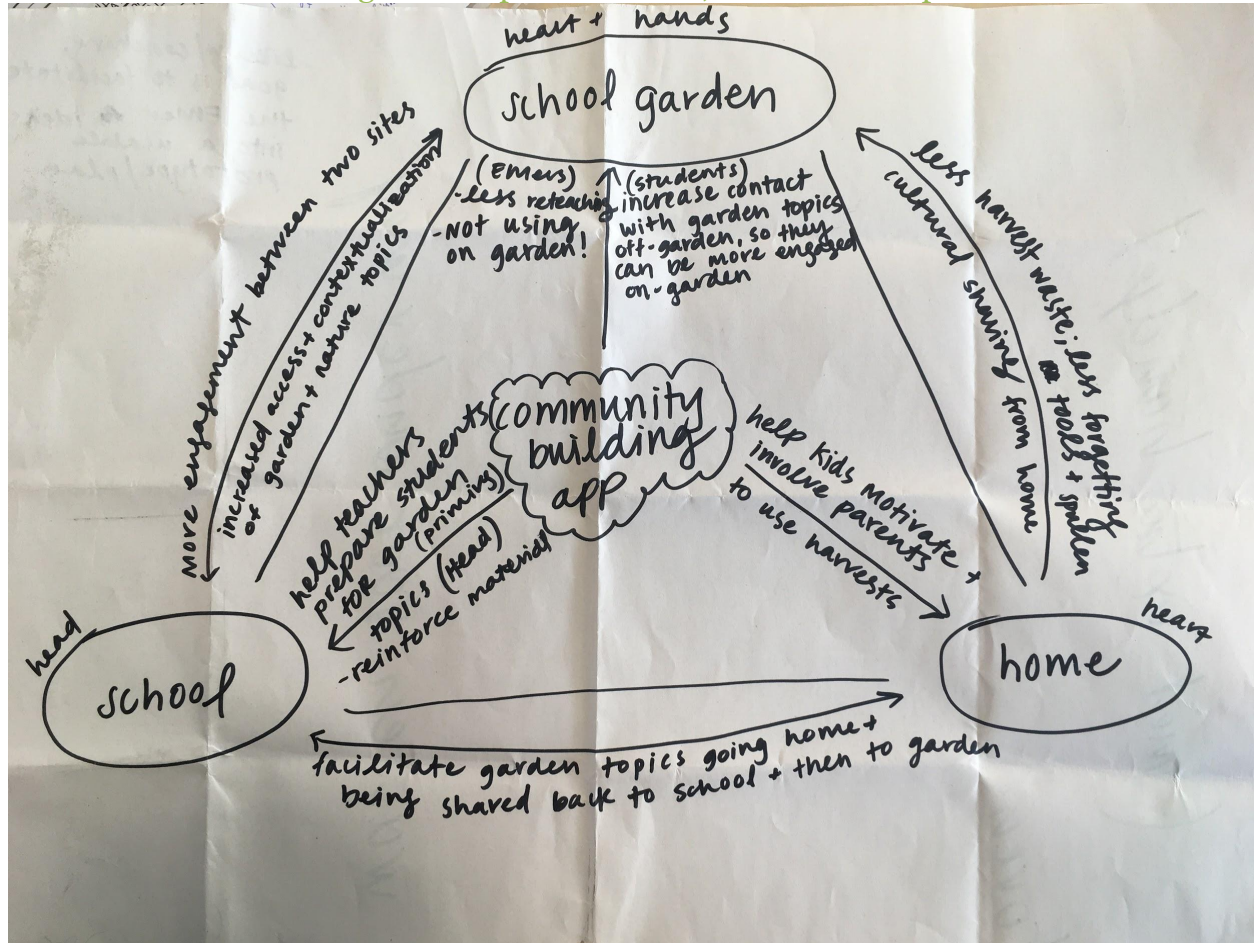 heart + hands
school garden
more engagement between two sites
increased access + contextualization
of garden + nature topics
(EMers)
-less reteaching
-Not using
on garden!
(students)
increase contact
with garden topics
off-garden, so they
can be more engaged
on-garden
less harvest waste; less forgetting
tools +
cultural sharing from home
community
building
app
help teachers
prepare students
for garden
(priming)
topics (Head)
-reinforce material
help kids motivate +
involve parents
to use harvests
head
school
heart
home
facilitate garden topics going home +
being shared back to school + then to garden